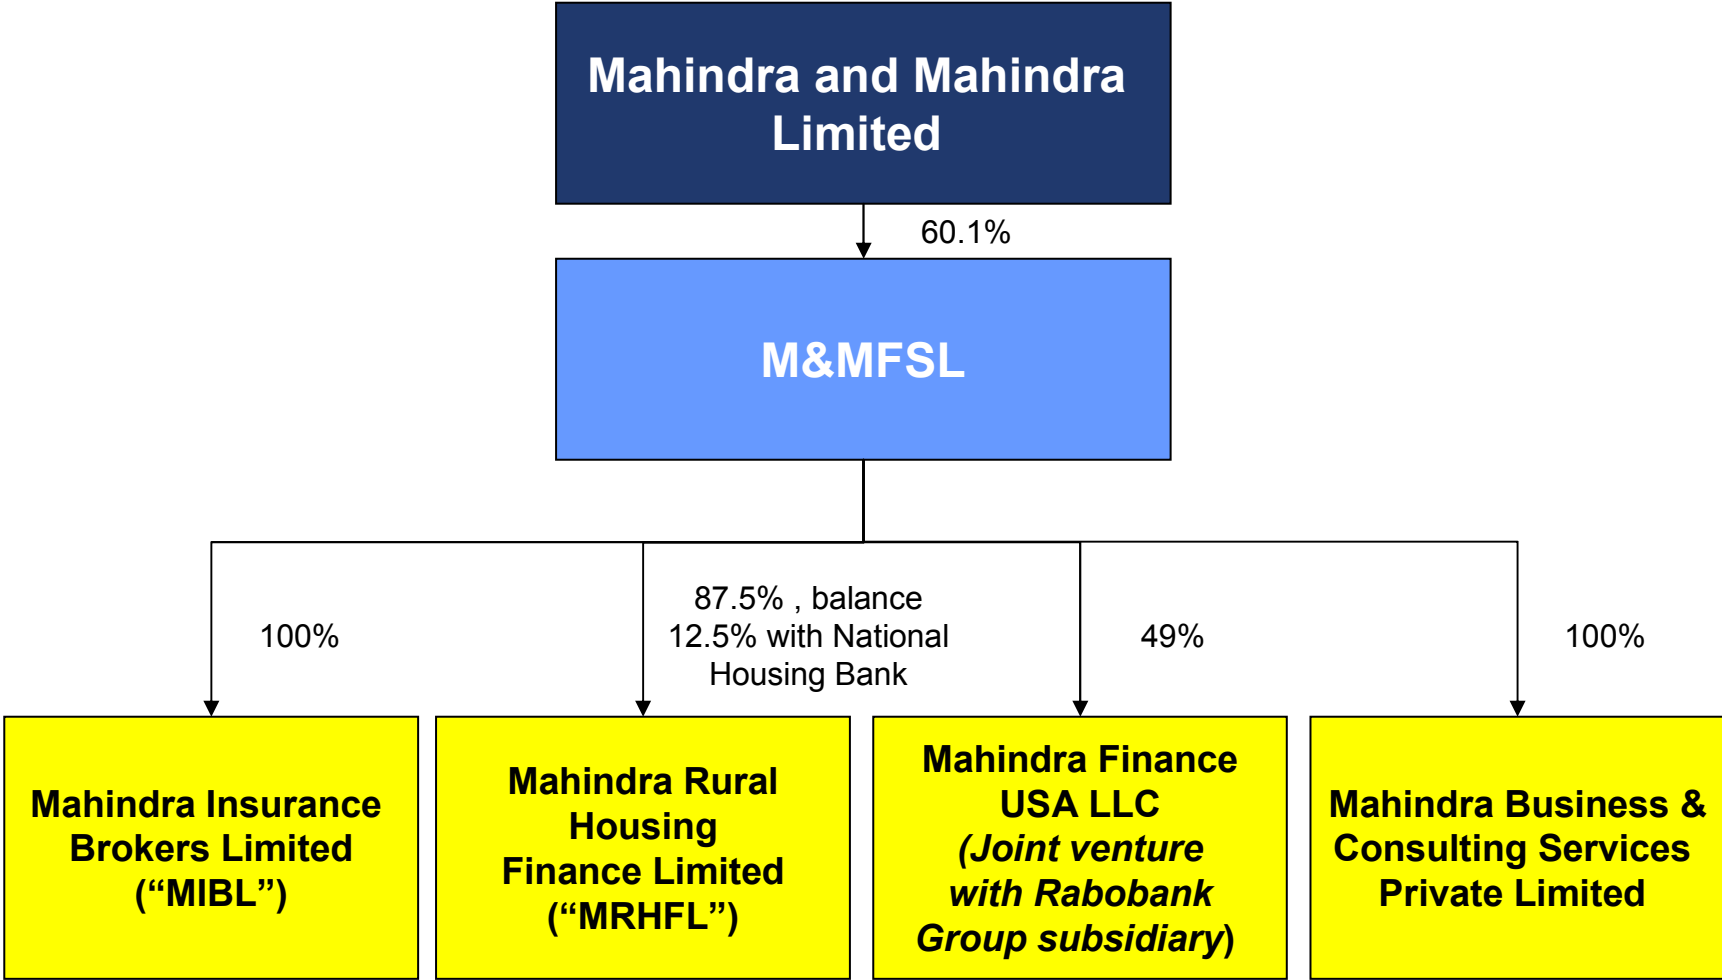 Mahindra and Mahindra
Limited
60.1%
M&MFSL
100%
87.5% , balance
12.5% with National
Housing Bank
49%
100%
Mahindra Insurance
Brokers Limited
(“MIBL”)
Mahindra Rural
Housing
Finance Limited
(“MRHFL”)
Mahindra Finance
USA LLC
(Joint venture
with Rabobank
Group subsidiary)
Mahindra Business &
Consulting Services
Private Limited